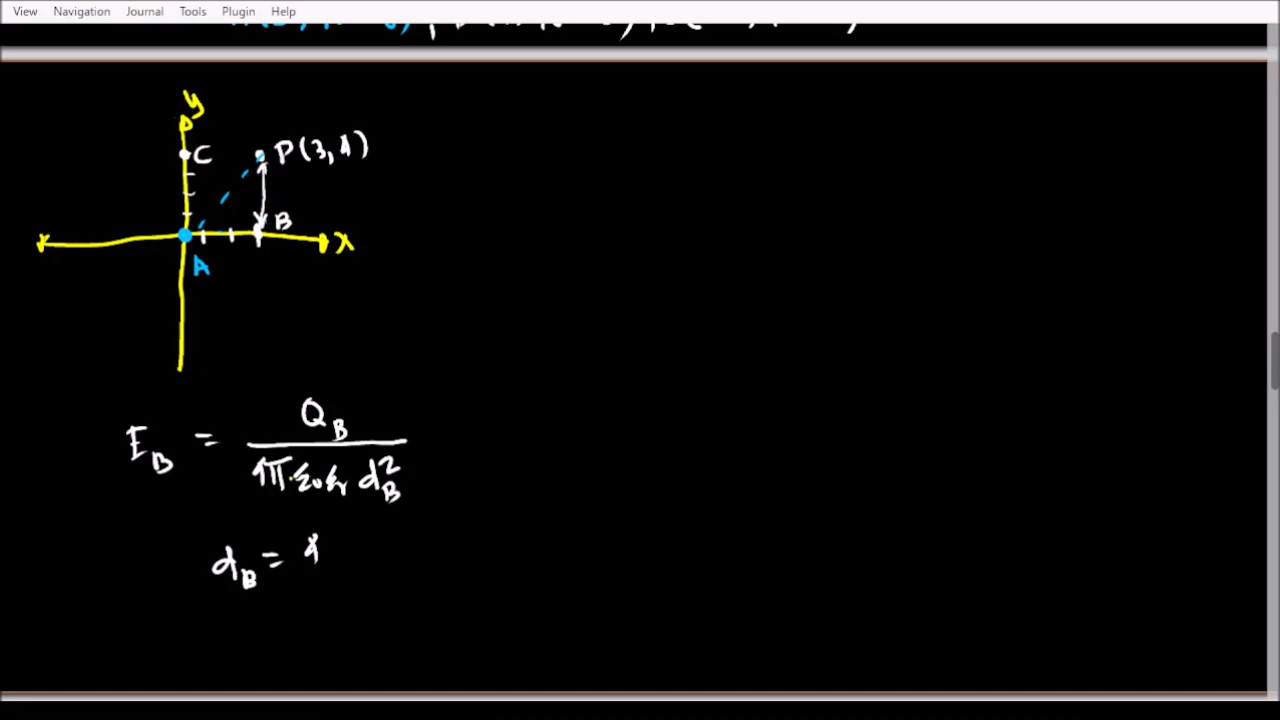 View Navigation Journal Tools Plugin Help
y
C P(3,4)
B
x
A
E_B = Q_B / 4π ε₀ εr d_B²
d_B = 4